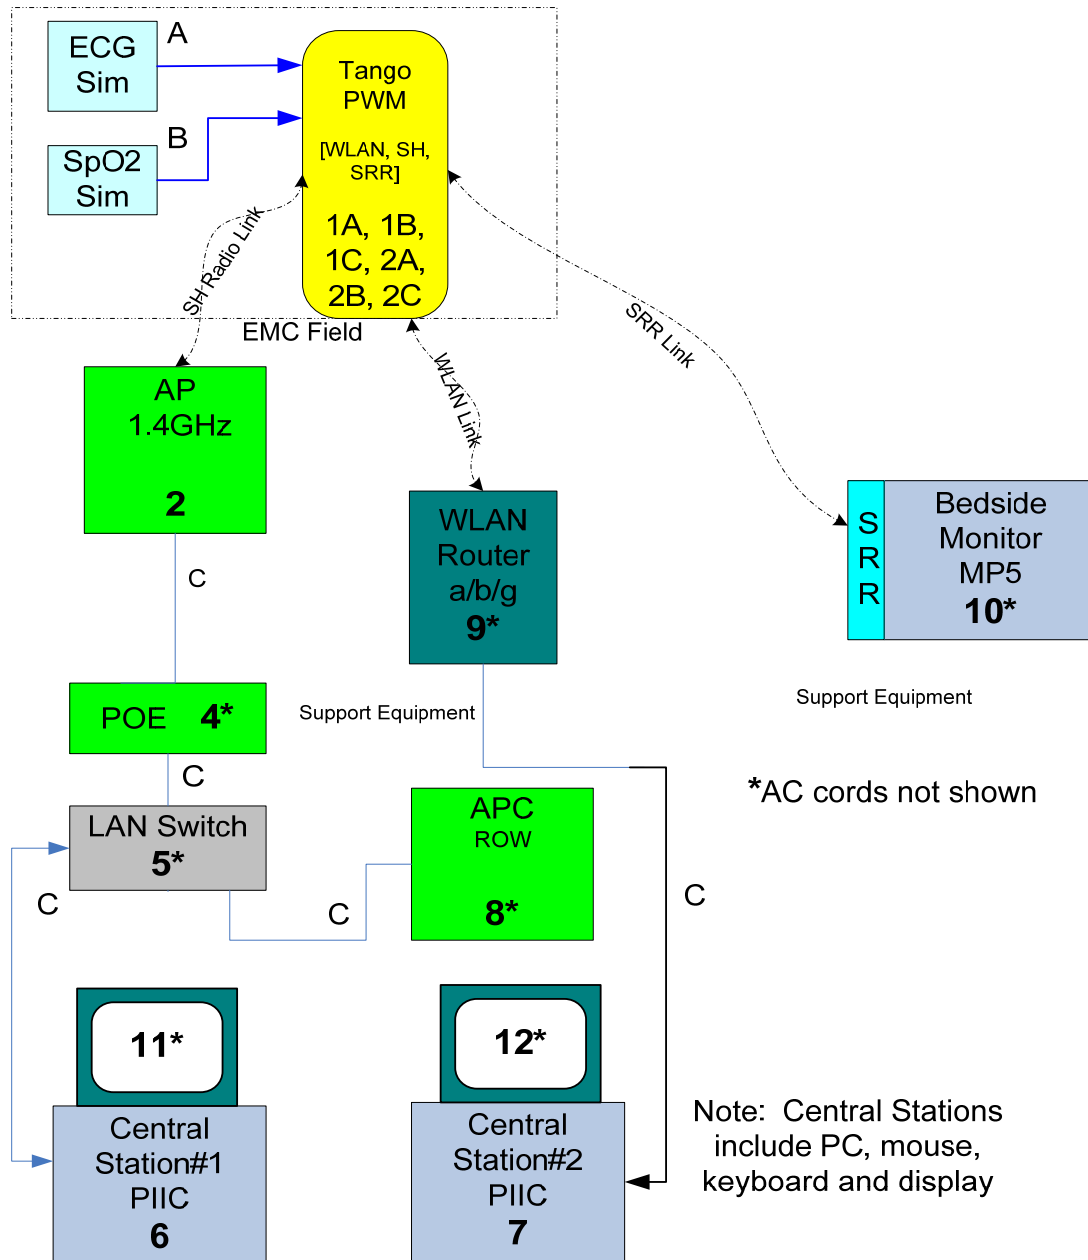 ECG
Sim
A
SpO2
Sim
B
Tango
PWM
[WLAN, SH,
SRR]
1A, 1B,
1C, 2A,
2B, 2C
EMC Field
SH Radio Link
WLAN Link
SRR Link
AP
1.4GHz
2
C
WLAN
Router
a/b/g
9*
S
R
R
Bedside
Monitor
MP5
10*
Support Equipment
Support Equipment
POE 4*
C
*AC cords not shown
LAN Switch
5*
C
C
APC
ROW
8*
C
11*
Central
Station#1
PIIC
6
12*
Central
Station#2
PIIC
7
Note: Central Stations
include PC, mouse,
keyboard and display